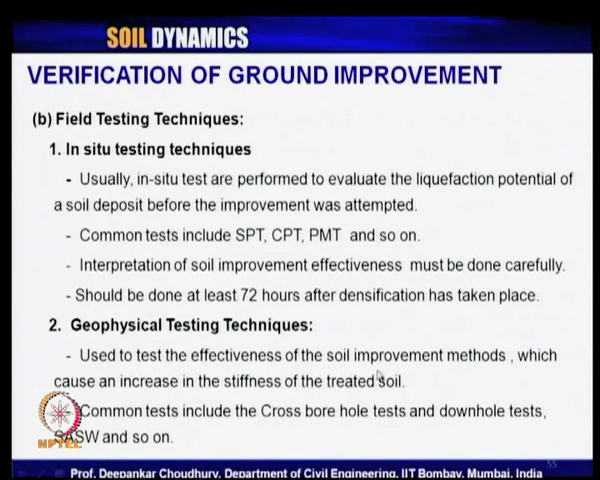 SOIL DYNAMICS
VERIFICATION OF GROUND IMPROVEMENT
(b) Field Testing Techniques:
1. In situ testing techniques
- Usually, in-situ test are performed to evaluate the liquefaction potential of
a soil deposit before the improvement was attempted.
- Common tests include SPT, CPT, PMT and so on.
- Interpretation of soil improvement effectiveness must be done carefully.
- Should be done at least 72 hours after densification has taken place.
2. Geophysical Testing Techniques:
- Used to test the effectiveness of the soil improvement methods , which
cause an increase in the stiffness of the treated soil.
Common tests include the Cross bore hole tests and downhole tests,
SASW and so on.
NPTEL
55
Prof. Deepankar Choudhury, Department of Civil Engineering, IIT Bombay, Mumbai, India